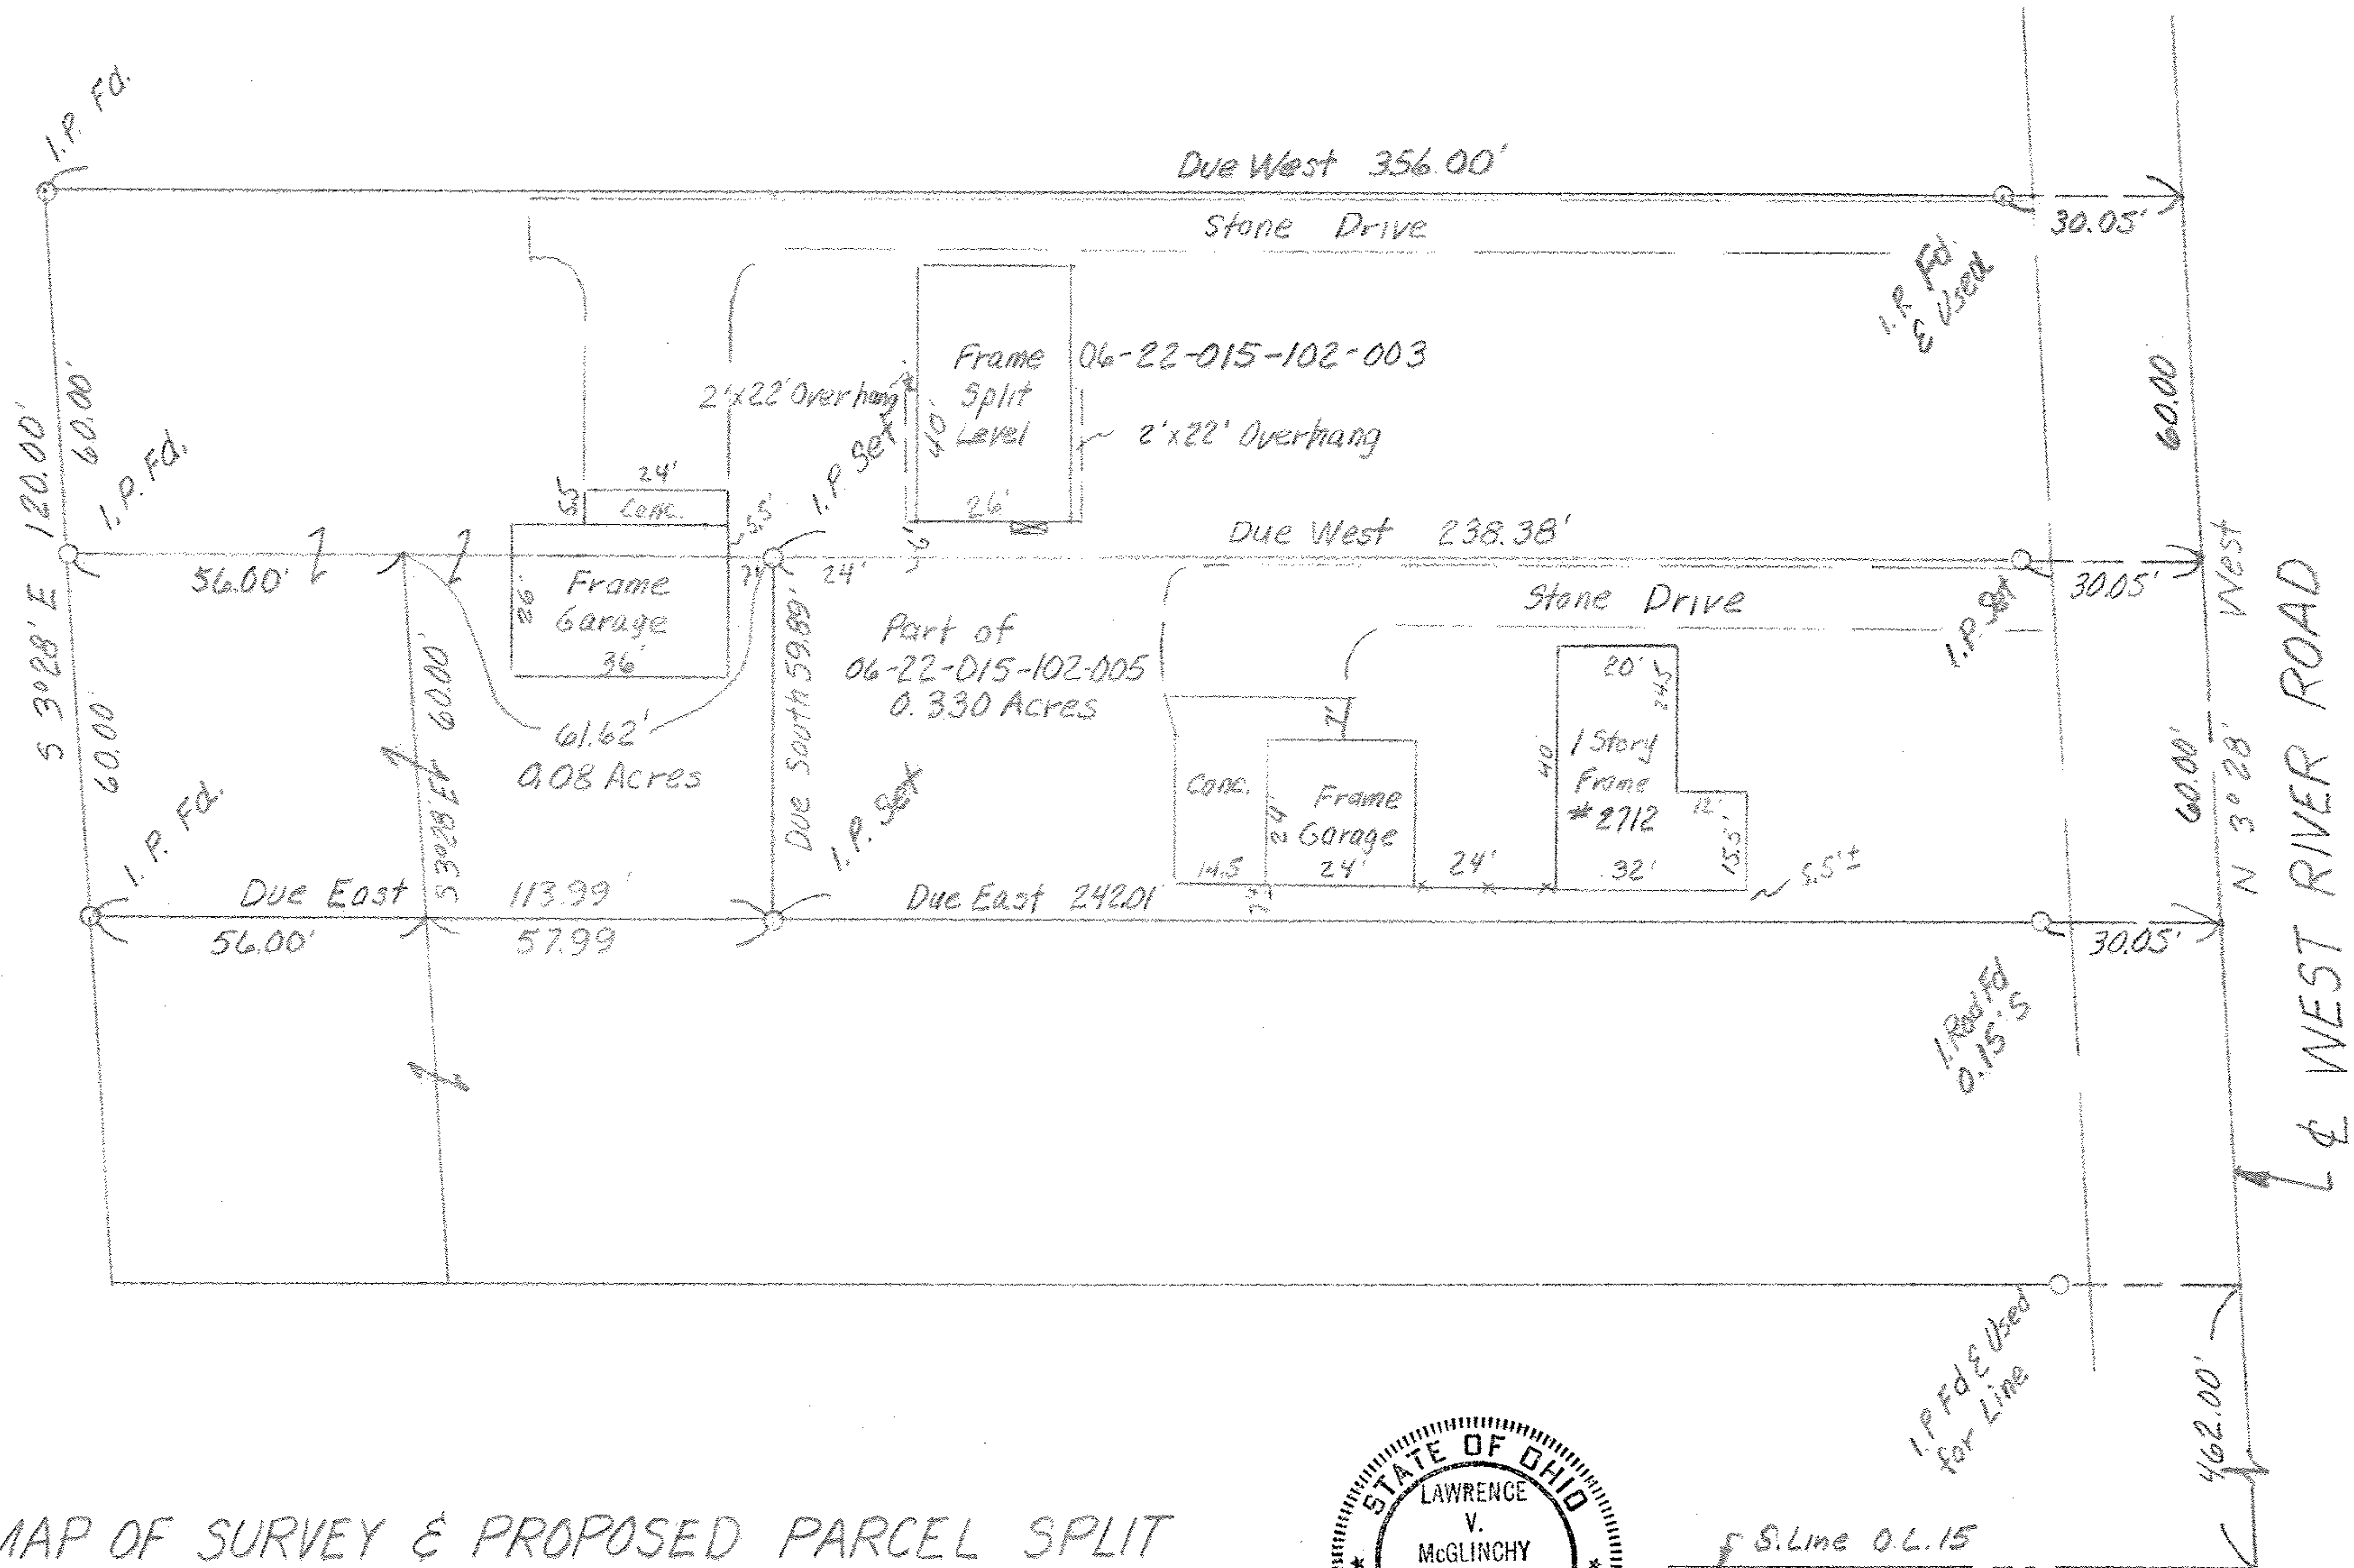 I.P. Fd.
Due West 356.00'
Stone Drive
30.05'
I.P. Fd.
& Used
Frame
Split
Level
06-22-015-102-003
2'x22' Overhang
2'x22' Overhang
40'
26'
60.00
S 3°28' E 120.00'
60.00'
I.P. Fd.
24'
Conc.
5.5'
I.P. Set
6'
Due West 238.38'
30.05'
56.00'
Frame
Garage
26'
36'
24'
Stone Drive
I.P. Set
Part of
06-22-015-102-005
0.330 Acres
Due South 59.89'
61.62'
0.08 Acres
S 3°28' E 60.00'
60.00'
I.P. Fd.
I.P. Set
Conc.
14.5
7'
Frame
Garage
24'
24'
24'
20'
24.5
40
1 Story
Frame
#2712
12'
15.5'
32'
5.5'±
60.00'
N 3°28' West
WEST RIVER ROAD
Due East 113.99'
56.00'
57.99
Due East 242.01'
30.05'
I. Rod Fd
0.15' S
I.P. Fd & Used
for Line
462.00'
MAP OF SURVEY & PROPOSED PARCEL SPLIT
STATE OF OHIO
LAWRENCE
V.
McGLINCHY
S. Line O.L. 15